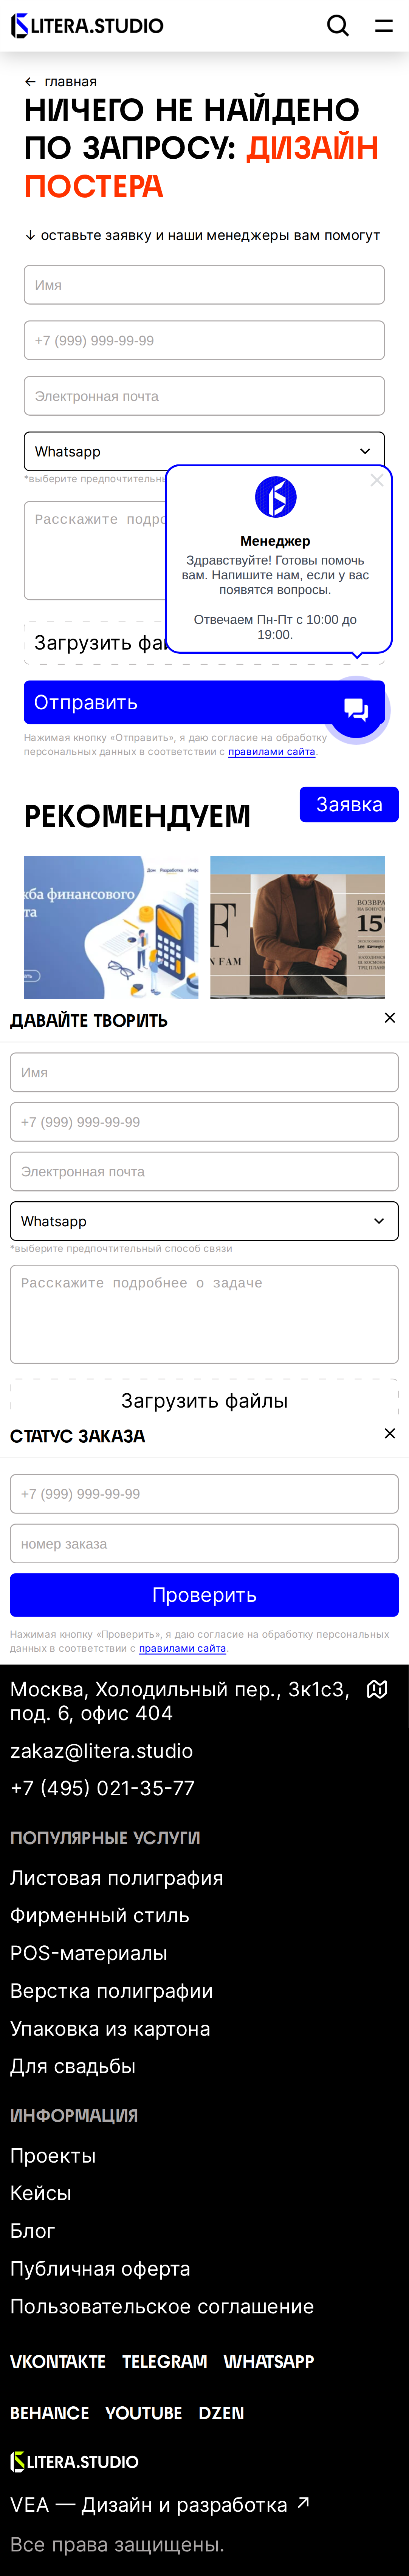 LITERA.STUDIO
← главная
НИЧЕГО НЕ НАЙДЕНО
ПО ЗАПРОСУ: ДИЗАЙН
ПОСТЕРА
↓ оставьте заявку и наши менеджеры вам помогут
Имя
+7 (999) 999-99-99
Электронная почта
Whatsapp
*выберите
Расскажите
Менеджер
Здравствуйте! Готовы помочь
вам. Напишите нам, если у вас
появятся вопросы.
Отвечаем Пн-Пт с 10:00 до
19:00.
Загрузить
Отправить
Нажимая кнопку «Отправить», я даю согласие на обработку
персональных данных в соответствии с правилами сайта.
Заявка
РЕКОМЕНДУЕМ
финансового
FAM
ДАВАЙТЕ ТВОРИТЬ
Имя
+7 (999) 999-99-99
Электронная почта
Whatsapp
*выберите предпочтительный способ связи
Расскажите подробнее о задаче
Загрузить файлы
СТАТУС ЗАКАЗА
+7 (999) 999-99-99
номер заказа
Проверить
Нажимая кнопку «Проверить», я даю согласие на обработку персональных
данных в соответствии с правилами сайта.
Москва, Холодильный пер., 3к1с3,
под. 6, офис 404
zakaz@litera.studio
+7 (495) 021-35-77
ПОПУЛЯРНЫЕ УСЛУГИ
Листовая полиграфия
Фирменный стиль
POS-материалы
Верстка полиграфии
Упаковка из картона
Для свадьбы
ИНФОРМАЦИЯ
Проекты
Кейсы
Блог
Публичная оферта
Пользовательское соглашение
VKONTAKTE TELEGRAM WHATSAPP
BEHANCE YOUTUBE DZEN
LITERA.STUDIO
VEA — Дизайн и разработка ↗
Все права защищены.